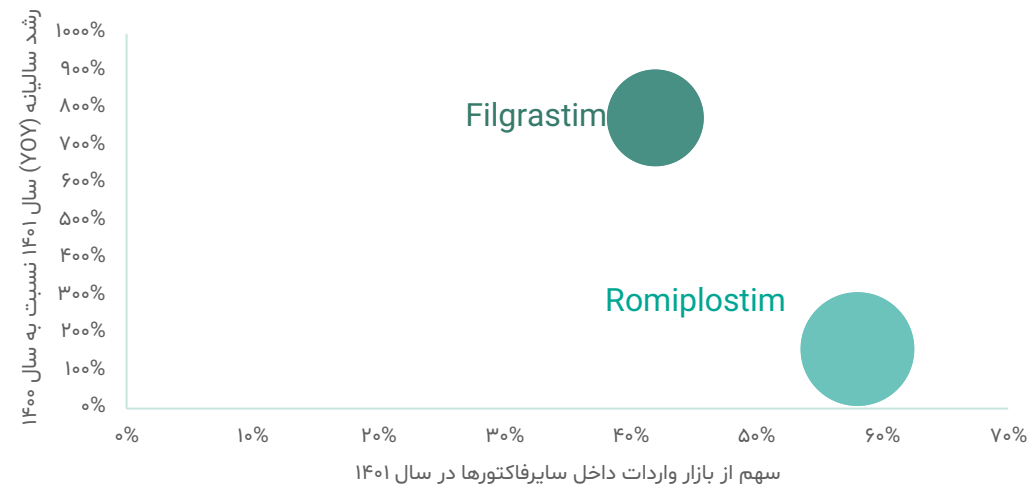 رشد سالیانه (YOY) سال ۱۴۰۱ نسبت به سال ۱۴۰۰
۱۰۰۰%
۹۰۰%
۸۰۰%
۷۰۰%
۶۰۰%
۵۰۰%
۴۰۰%
۳۰۰%
۲۰۰%
۱۰۰%
۰%
Filgrastim
Romiplostim
۰% ۱۰% ۲۰% ۳۰% ۴۰% ۵۰% ۶۰% ۷۰%
سهم از بازار واردات داخل سایرفاکتورها در سال ۱۴۰۱